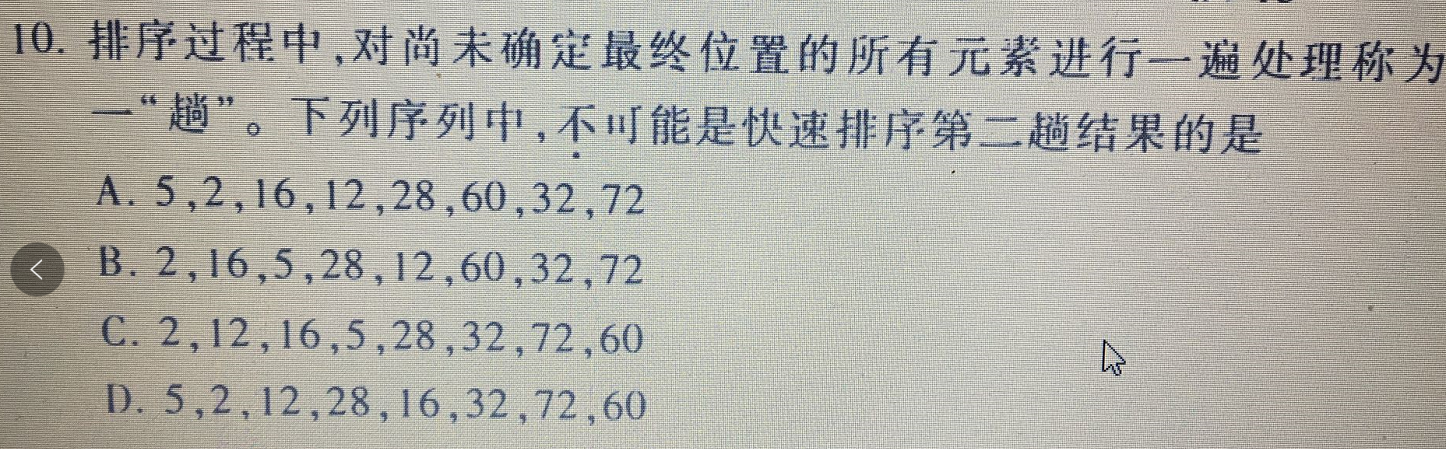 10. 排序过程中,对尚未确定最终位置的所有元素进行一遍处理称为
一“趟”。下列序列中,不可能是快速排序第二趟结果的是
A. 5,2,16,12,28,60,32,72
B. 2,16,5,28,12,60,32,72
C. 2,12,16,5,28,32,72,60
D. 5,2,12,28,16,32,72,60